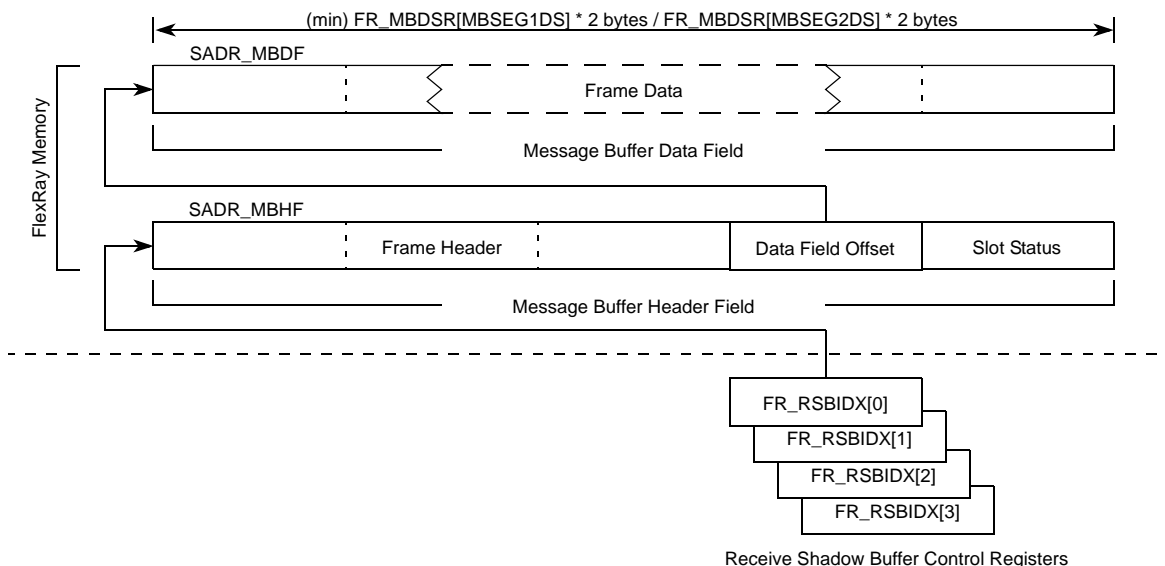 (min) FR_MBDSR[MBSEG1DS] * 2 bytes / FR_MBDSR[MBSEG2DS] * 2 bytes
SADR_MBDF
Frame Data
Message Buffer Data Field
FlexRay Memory
SADR_MBHF
Frame Header
Data Field Offset
Slot Status
Message Buffer Header Field
FR_RSBIDX[0]
FR_RSBIDX[1]
FR_RSBIDX[2]
FR_RSBIDX[3]
Receive Shadow Buffer Control Registers